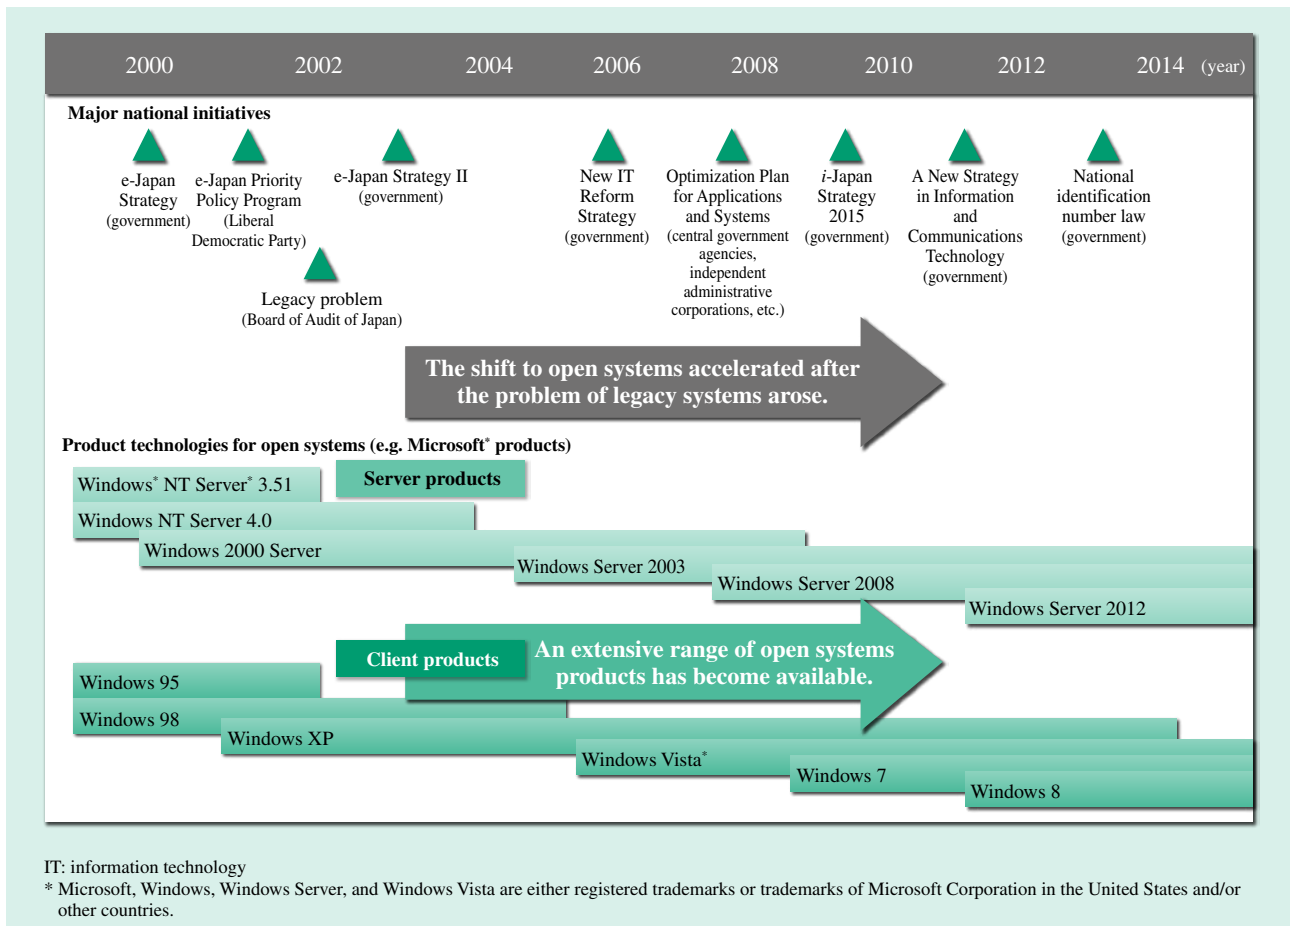 2000 2002 2004 2006 2008 2010 2012 2014 (year)
Major national initiatives
e-Japan
Strategy
(government)
e-Japan Priority
Policy Program
(Liberal
Democratic Party)
Legacy problem
(Board of Audit of Japan)
e-Japan Strategy II
(government)
New IT
Reform
Strategy
(government)
Optimization Plan
for Applications
and Systems
(central government
agencies,
independent
administrative
corporations, etc.)
i-Japan
Strategy
2015
(government)
A New Strategy
in Information
and
Communications
Technology
(government)
National
identification
number law
(government)
The shift to open systems accelerated after
the problem of legacy systems arose.
Product technologies for open systems (e.g. Microsoft* products)
Server products
Windows* NT Server* 3.51
Windows NT Server 4.0
Windows 2000 Server
Windows Server 2003
Windows Server 2008
Windows Server 2012
Client products
An extensive range of open systems
products has become available.
Windows 95
Windows 98
Windows XP
Windows Vista*
Windows 7
Windows 8
IT: information technology
* Microsoft, Windows, Windows Server, and Windows Vista are either registered trademarks or trademarks of Microsoft Corporation in the United States and/or
other countries.